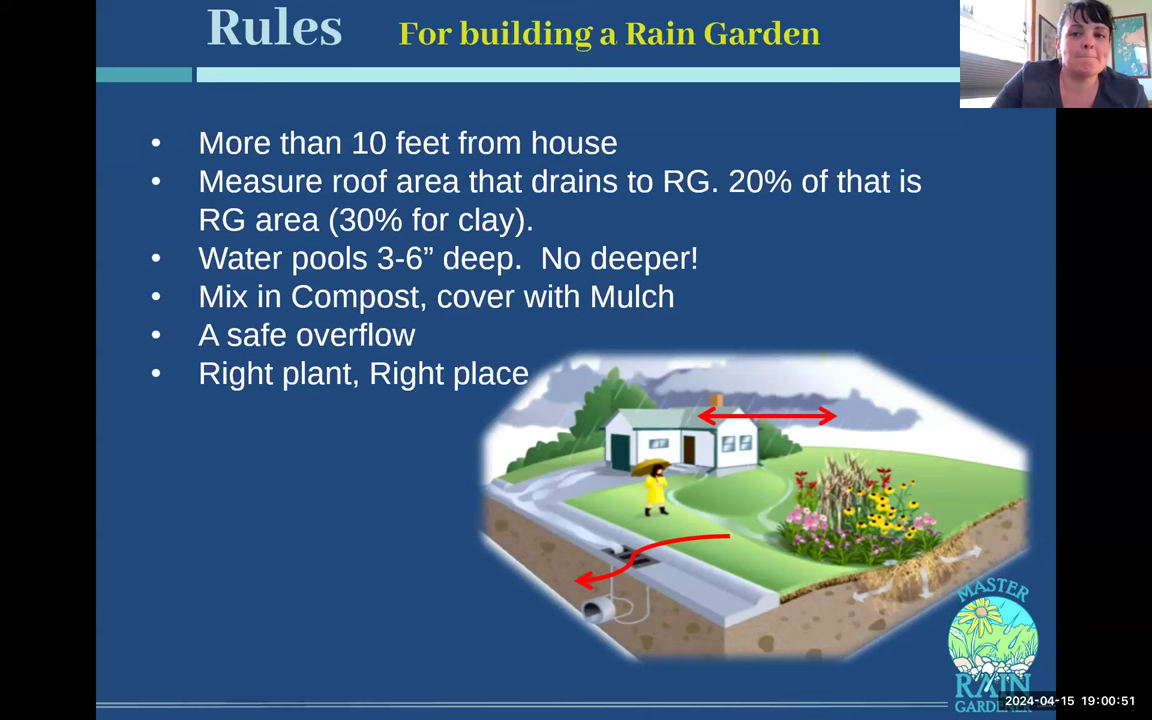 Rules For building a Rain Garden
• More than 10 feet from house
• Measure roof area that drains to RG. 20% of that is
RG area (30% for clay).
• Water pools 3-6” deep.  No deeper!
• Mix in Compost, cover with Mulch
• A safe overflow
• Right plant, Right place
MASTER
RAIN
GARDENER
2024-04-15 19:00:51